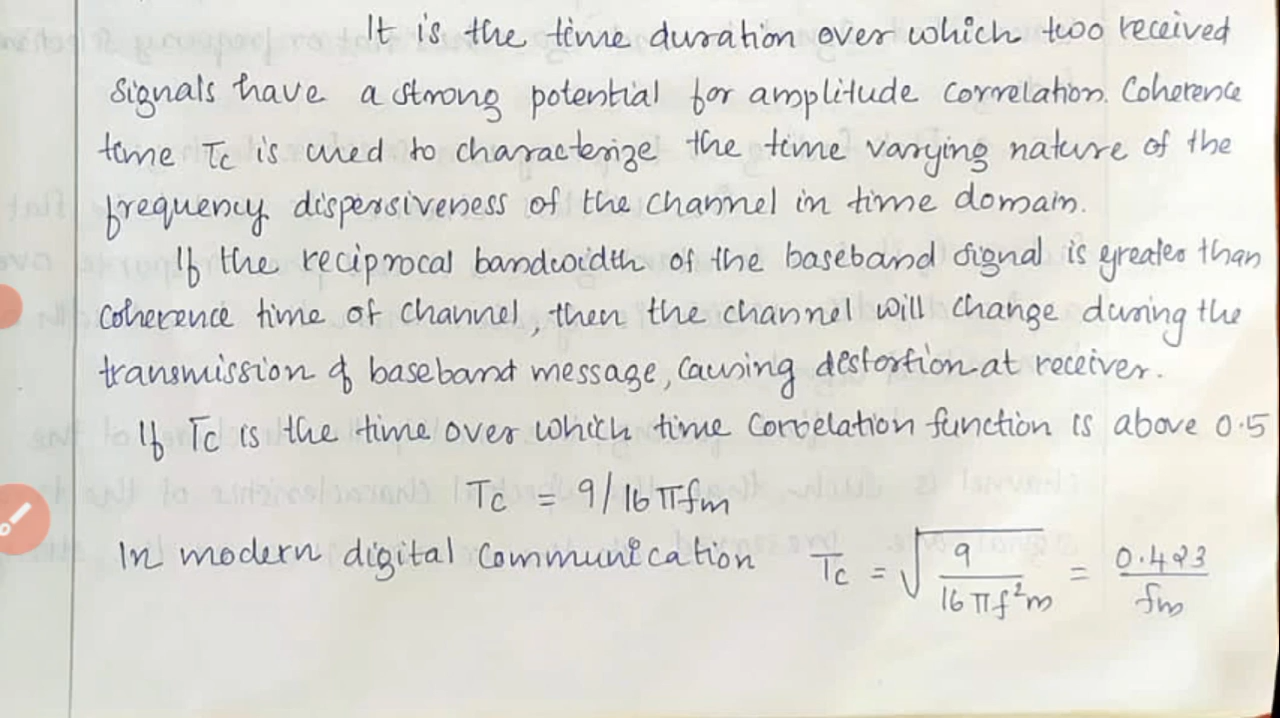 It is the time duration over which two received
signals have a strong potential for amplitude correlation. Coherence
time Tc is used to characterize the time varying nature of the
frequency dispersiveness of the channel in time domain.
If the reciprocal bandwidth of the baseband signal is greater than
coherence time of channel, then the channel will change during the
transmission of baseband message, causing distortion at receiver.
If Tc is the time over which time correlation function is above 0.5
Tc = 9/16πfm
In modern digital communication Tc = √(9/16πf²m) = 0.423/fm